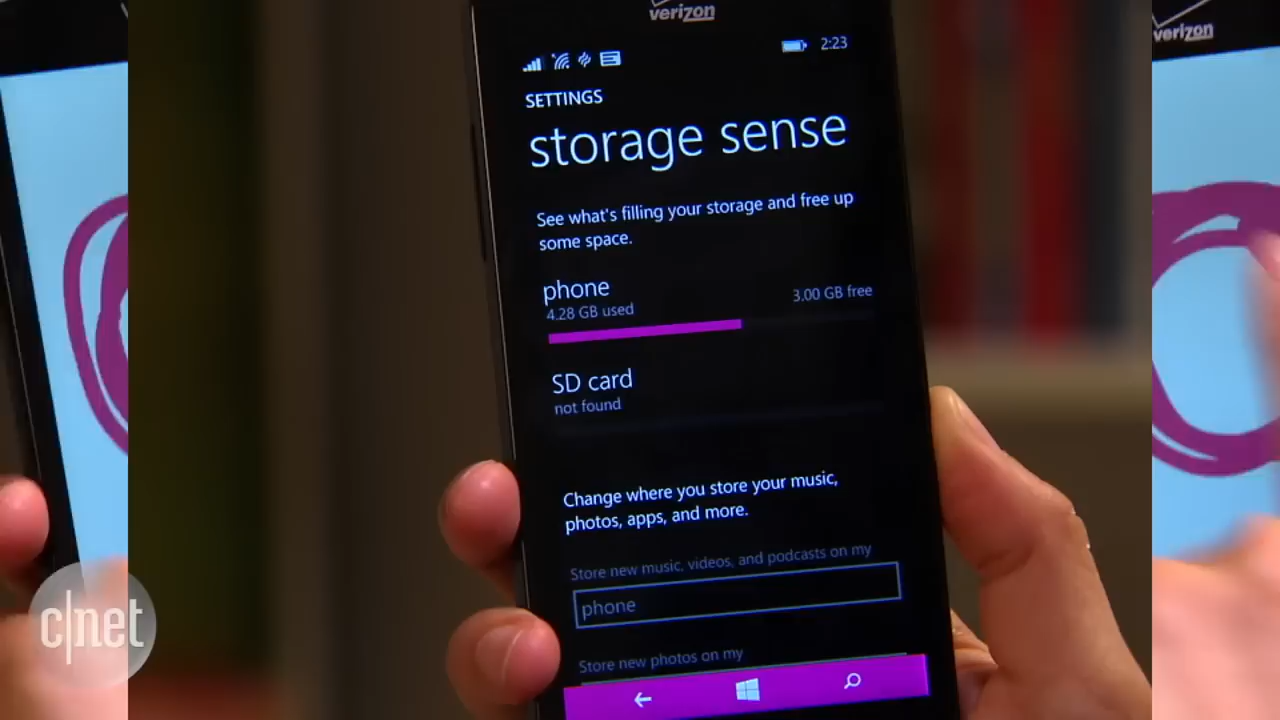 verizon
verizon
2:23
SETTINGS
storage sense
See what's filling your storage and free up
some space.
phone
3.00 GB free
4.28 GB used
SD card
not found
Change where you store your music,
photos, apps, and more.
Store new music, videos, and podcasts on my
phone
Store new photos on my
c|net